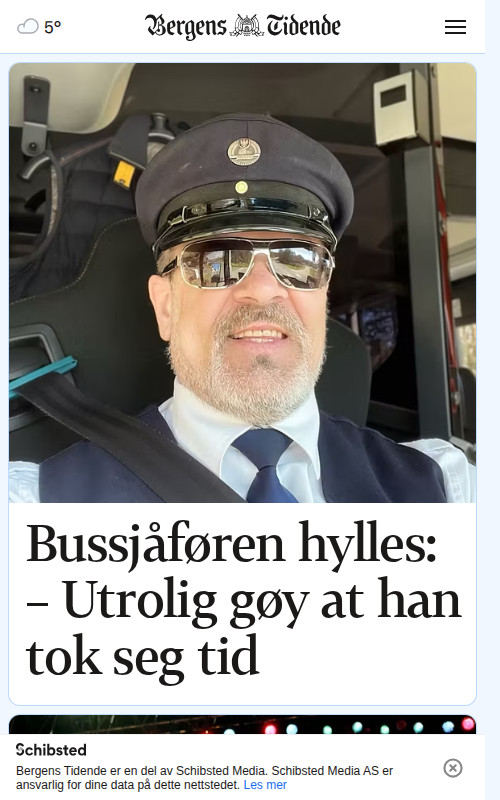 5°
Bergens Tidende
Bussjåføren hylles:
– Utrolig gøy at han
tok seg tid
Schibsted
Bergens Tidende er en del av Schibsted Media. Schibsted Media AS er
ansvarlig for dine data på dette nettstedet. Les mer